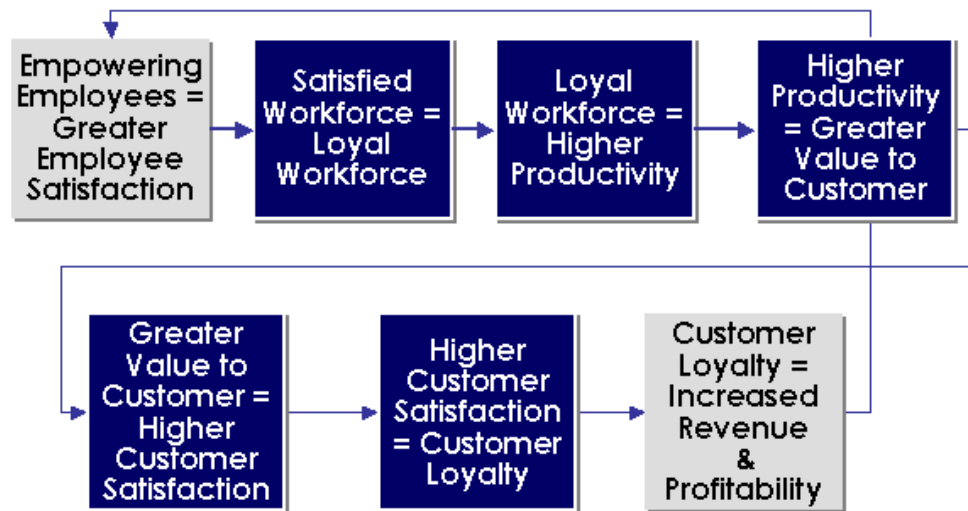 Empowering
Employees =
Greater
Employee
Satisfaction
Satisfied
Workforce =
Loyal
Workforce
Loyal
Workforce =
Higher
Productivity
Higher
Productivity
= Greater
Value to
Customer
Greater
Value to
Customer =
Higher
Customer
Satisfaction
Higher
Customer
Satisfaction
= Customer
Loyalty
Customer
Loyalty =
Increased
Revenue
&
Profitability